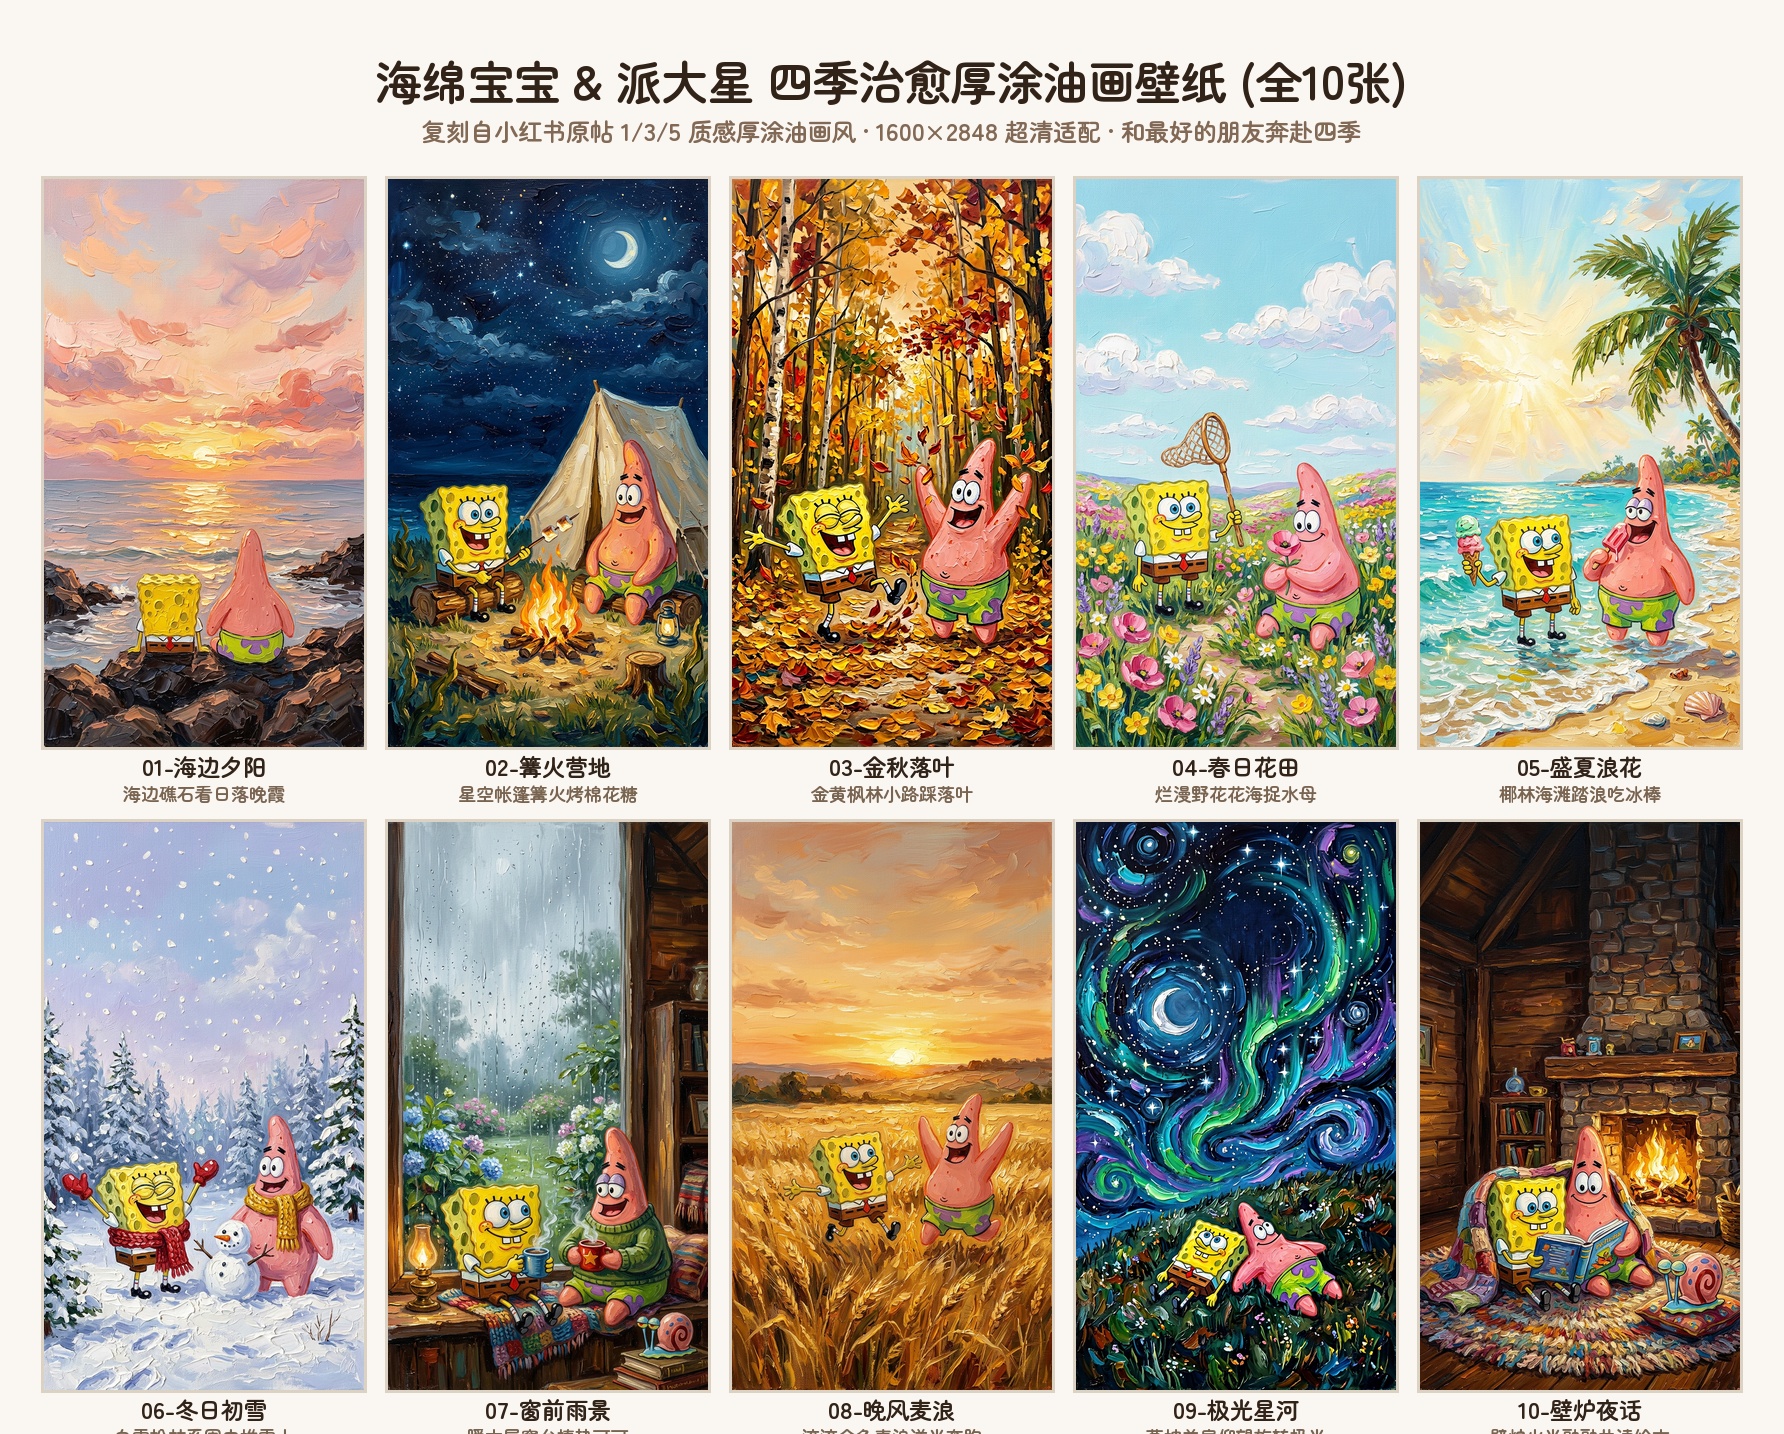 海绵宝宝 & 派大星 四季治愈厚涂油画壁纸 (全10张)
复刻自小红书原帖 1/3/5 质感厚涂油画风 · 1600×2848 超清适配 · 和最好的朋友奔赴四季
01-海边夕阳
02-篝火营地
03-金秋落叶
04-春日花田
05-盛夏浪花
海边礁石看日落晚霞
星空帐篷篝火烤棉花糖
金黄枫林小路踩落叶
烂漫野花花海捉水母
椰林海滩踏浪吃冰棒
06-冬日初雪
07-窗前雨景
08-晚风麦浪
09-极光星河
10-壁炉夜话